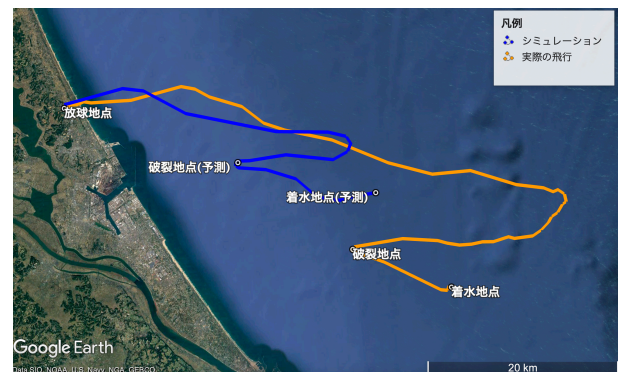 凡例
シミュレーション
実際の飛行
放球地点
破裂地点(予測)
着水地点(予測)
破裂地点
着水地点
Google Earth
Data SIO, NOAA, U.S. Navy, NGA, GEBCO
20 km